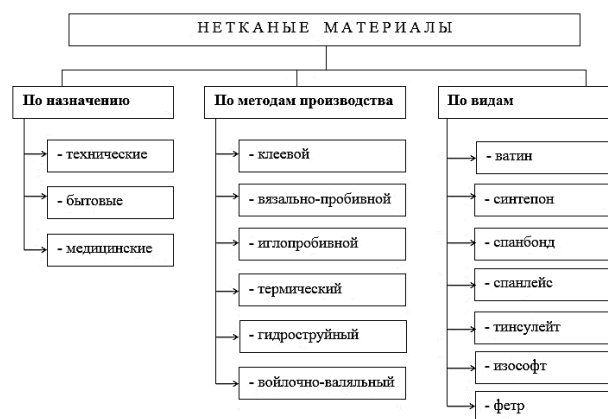 НЕТКАНЫЕ МАТЕРИАЛЫ
По назначению
- технические
- бытовые
- медицинские
По методам производства
- клеевой
- вязально-пробивной
- иглопробивной
- термический
- гидроструйный
- войлочно-валяльный
По видам
- ватин
- синтепон
- спанбонд
- спанлейс
- тинсулейт
- изософт
- фетр